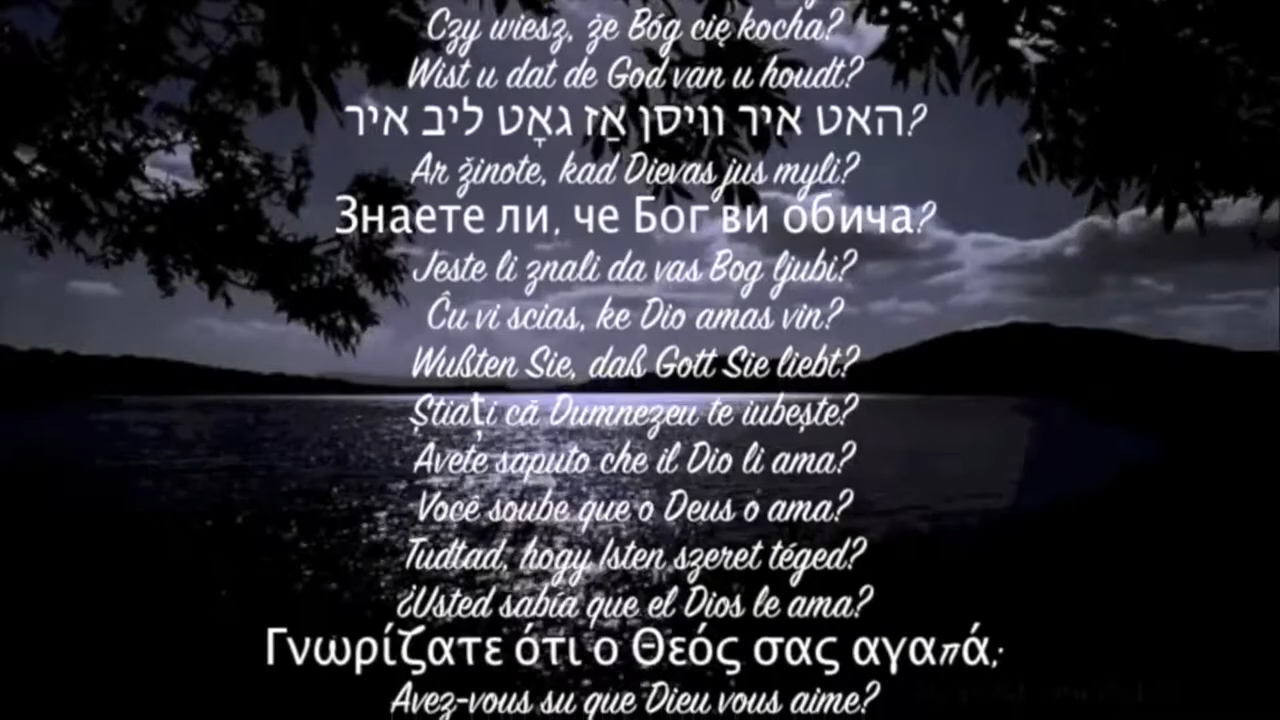 Czy wiesz, że Bóg cię kocha?
Wist u dat de God van u houdt?
האט איר וויסן אַז גאָט ליב איר?
Ar žinote, kad Dievas jus myli?
Знаете ли, че Бог ви обича?
Jeste li znali da vas Bog ljubi?
Ĉu vi scias, ke Dio amas vin?
Wußten Sie, daß Gott Sie liebt?
Știați că Dumnezeu te iubește?
Avete saputo che il Dio li ama?
Você soube que o Deus o ama?
Tudtad, hogy Isten szeret téged?
¿Usted sabía que el Dios le ama?
Γνωρίζατε ότι ο Θεός σας αγαπά;
Avez-vous su que Dieu vous aime?